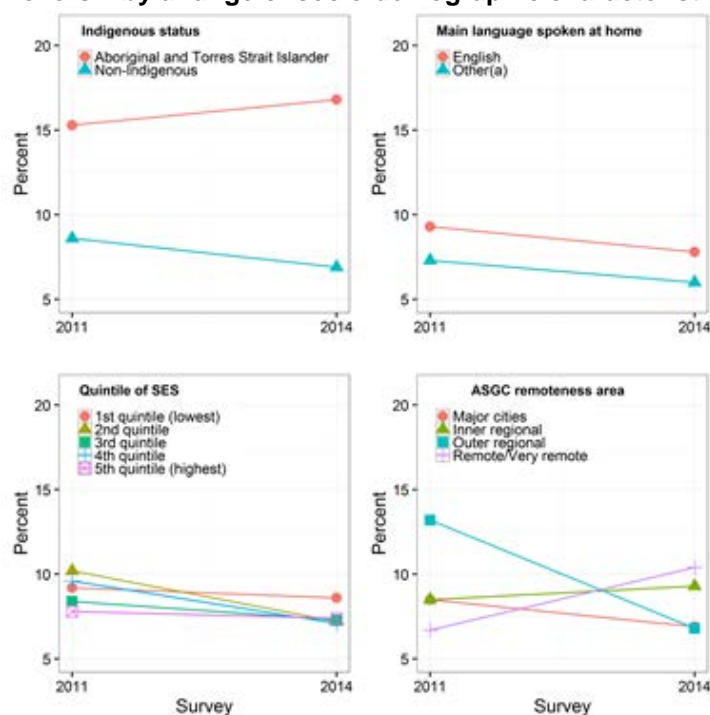 Indigenous status
Aboriginal and Torres Strait Islander
Non-Indigenous
20
15
10
5
Percent
2011
2014
Main language spoken at home
English
Other(a)
20
15
10
5
Percent
2011
2014
Quintile of SES
1st quintile (lowest)
2nd quintile
3rd quintile
4th quintile
5th quintile (highest)
20
15
10
5
Percent
2011
2014
Survey
ASGC remoteness area
Major cities
Inner regional
Outer regional
Remote/Very remote
20
15
10
5
Percent
2011
2014
Survey